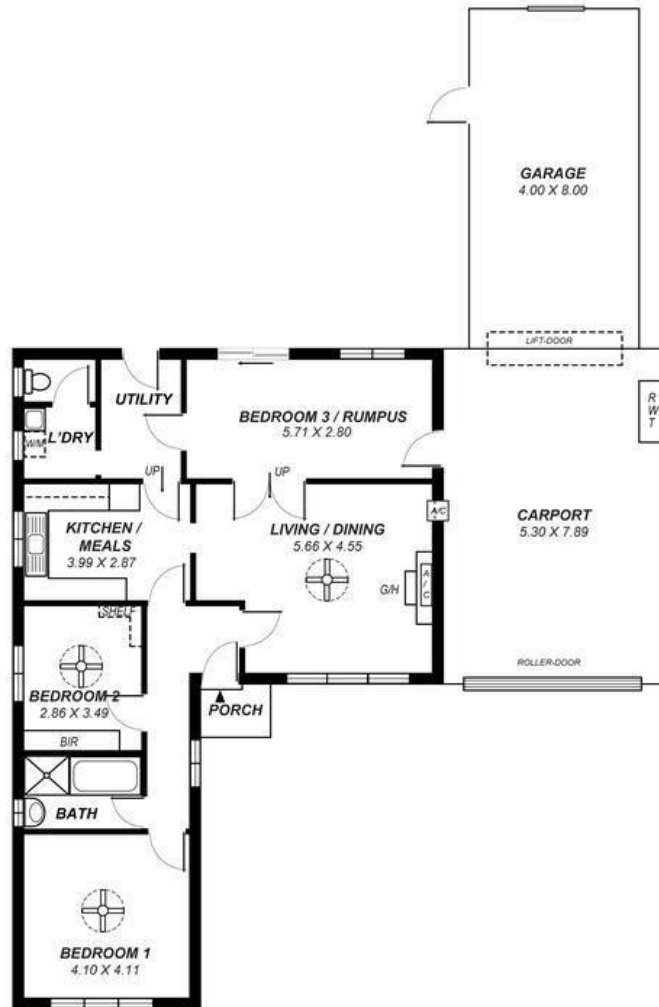 GARAGE
4.00 X 8.00
LIFT-DOOR
R
W
T
UTILITY
BEDROOM 3 / RUMPUS
5.71 X 2.80
W/M
L'DRY
UP
UP
KITCHEN /
MEALS
3.99 X 2.87
LIVING / DINING
5.66 X 4.55
A/C
G/H
A/C
CARPORT
5.30 X 7.89
SHELF
BEDROOM 2
2.86 X 3.49
BIR
PORCH
ROLLER-DOOR
BATH
BEDROOM 1
4.10 X 4.11